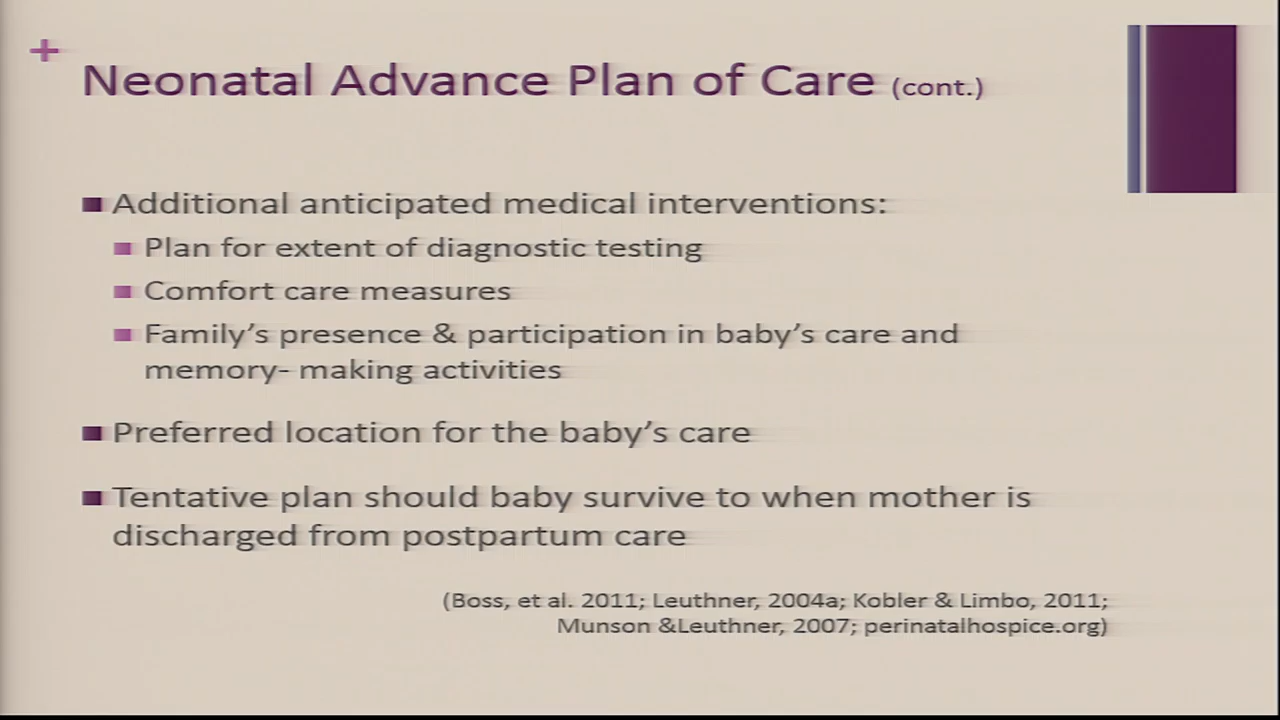 Neonatal Advance Plan of Care (cont.)
Additional anticipated medical interventions:
Plan for extent of diagnostic testing
Comfort care measures
Family's presence & participation in baby's care and
memory- making activities
Preferred location for the baby's care
Tentative plan should baby survive to when mother is
discharged from postpartum care
(Boss, et al. 2011; Leuthner, 2004a; Kobler & Limbo, 2011;
Munson &Leuthner, 2007; perinatalhospice.org)